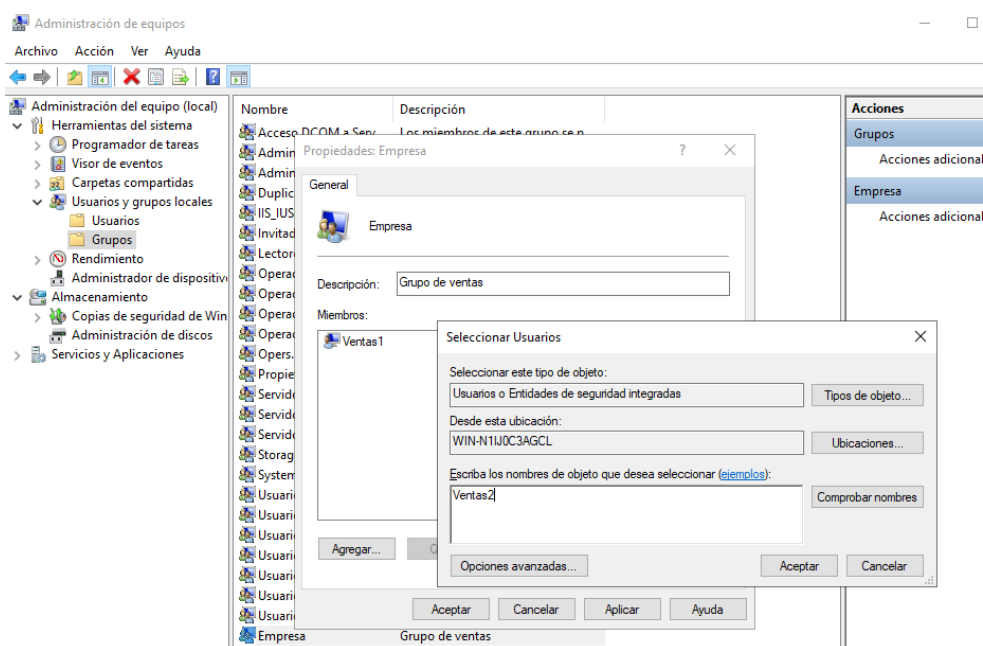 Administración de equipos
Archivo Acción Ver Ayuda
Administración del equipo (local)
Herramientas del sistema
Programador de tareas
Visor de eventos
Carpetas compartidas
Usuarios y grupos locales
Usuarios
Grupos
Rendimiento
Administrador de dispositiv
Almacenamiento
Copias de seguridad de Win
Administración de discos
Servicios y Aplicaciones
Nombre Descripción
Acceso DCOM a Serv... Los miembros de este grupo se p
Admin
Admin
Duplic
IIS_IUS
Invitad
Lector
Operac
Operac
Operac
Operac
Opers.
Propie
Servid
Servid
Servid
Storag
System
Usuari
Usuari
Usuari
Usuari
Usuari
Usuari
Usuari
Empresa Grupo de ventas
Propiedades: Empresa ?
General
Empresa
Descripción: Grupo de ventas
Miembros:
Ventas1
Agregar...
Aceptar Cancelar Aplicar Ayuda
Seleccionar Usuarios
Seleccionar este tipo de objeto:
Usuarios o Entidades de seguridad integradas Tipos de objeto...
Desde esta ubicación:
WIN-N1IJ0C3AGCL Ubicaciones...
Escriba los nombres de objeto que desea seleccionar (ejemplos):
Ventas2 Comprobar nombres
Opciones avanzadas... Aceptar Cancelar
Acciones
Grupos
Acciones adicional
Empresa
Acciones adicional